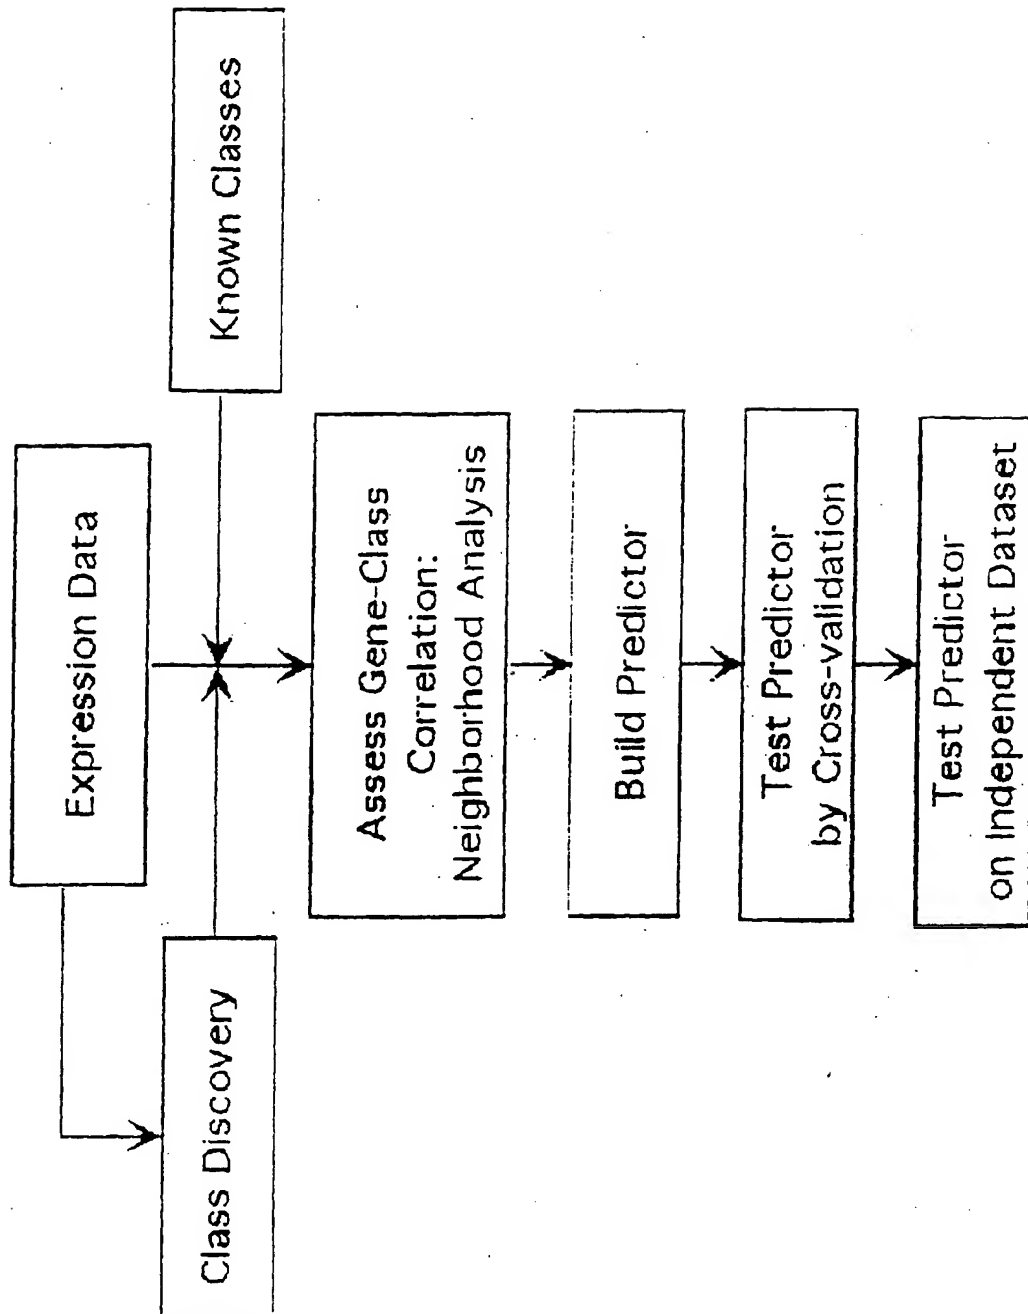 Expression Data
Class Discovery
Known Classes
Assess Gene-Class
Correlation:
Neighborhood Analysis
Build Predictor
Test Predictor
by Cross-validation
Test Predictor
on Independent Dataset